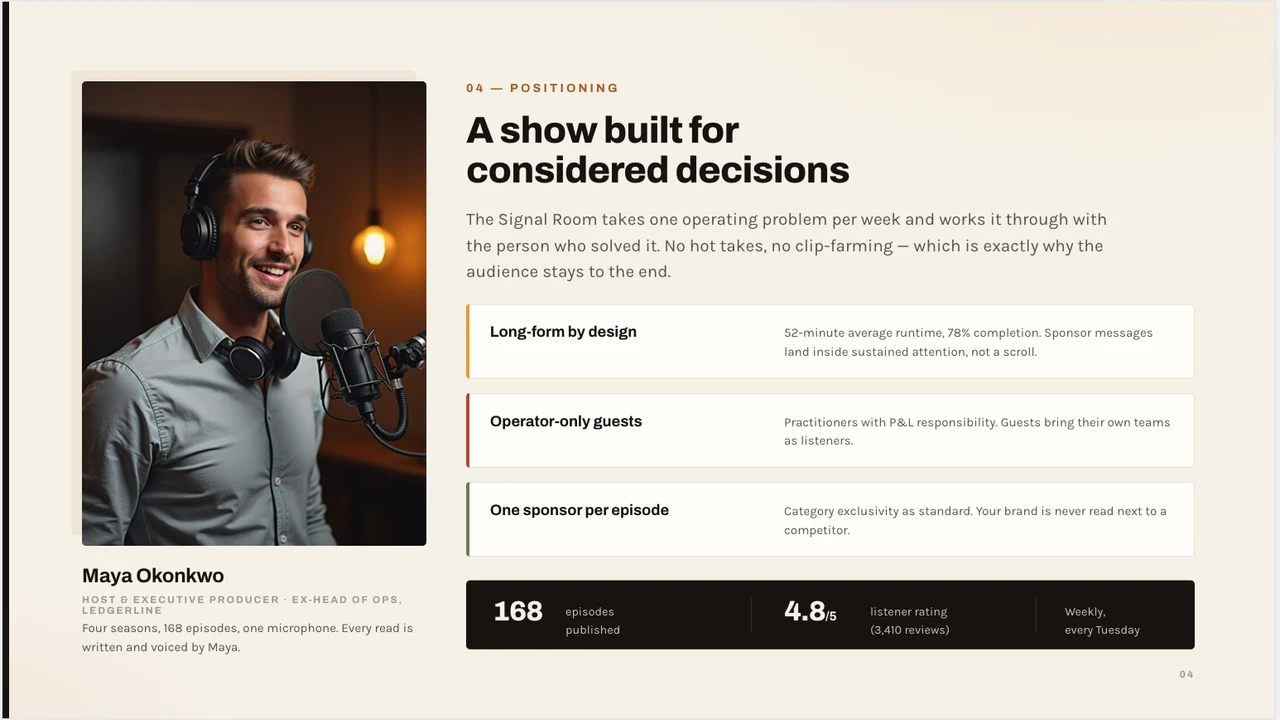 04 — POSITIONING
A show built for
considered decisions
The Signal Room takes one operating problem per week and works it through with
the person who solved it. No hot takes, no clip-farming — which is exactly why the
audience stays to the end.
Long-form by design
52-minute average runtime, 78% completion. Sponsor messages
land inside sustained attention, not a scroll.
Operator-only guests
Practitioners with P&L responsibility. Guests bring their own teams
as listeners.
One sponsor per episode
Category exclusivity as standard. Your brand is never read next to a
competitor.
Maya Okonkwo
HOST & EXECUTIVE PRODUCER · EX-HEAD OF OPS,
LEDGERLINE
Four seasons, 168 episodes, one microphone. Every read is
written and voiced by Maya.
168
episodes
published
4.8/5
listener rating
(3,410 reviews)
Weekly,
every Tuesday
04